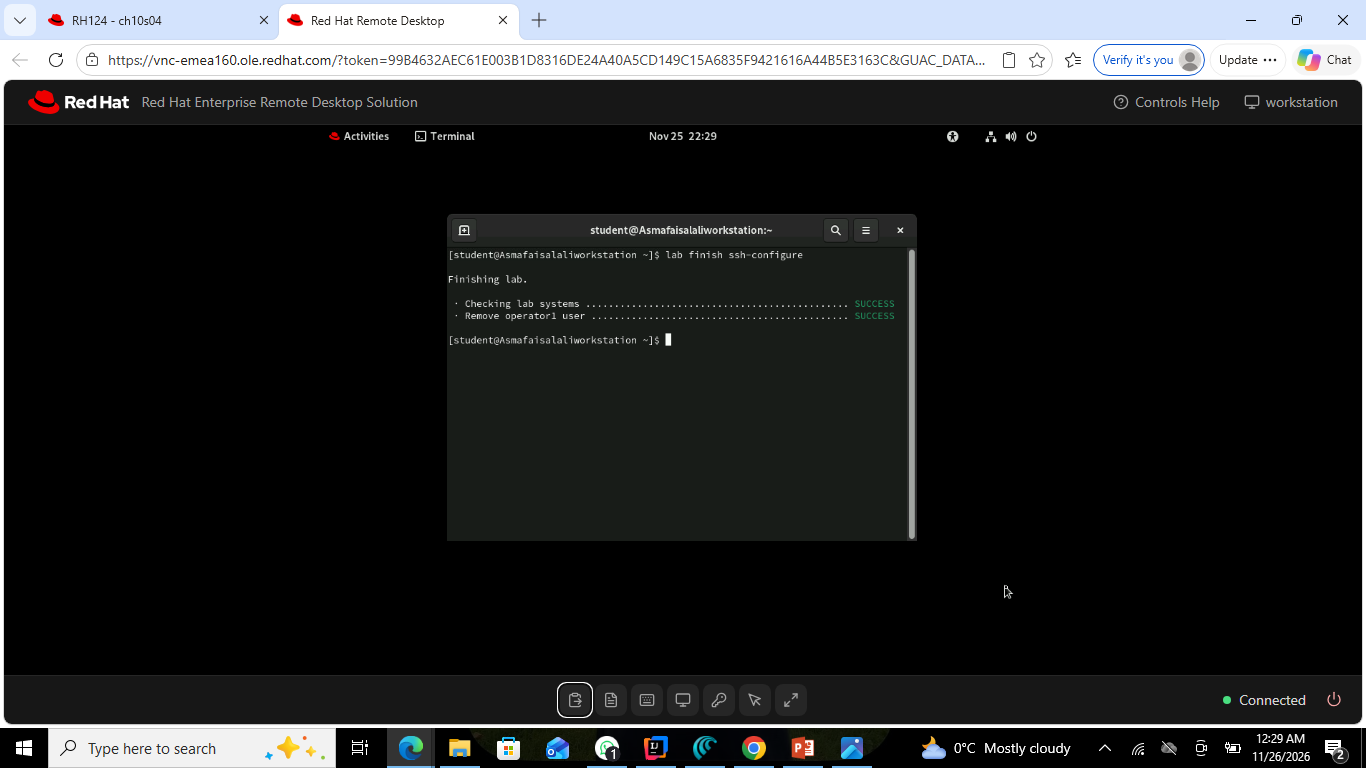 RH124 - ch10s04
Red Hat Remote Desktop
https://vnc-emea160.ole.redhat.com/?token=99B4632AEC61E003B1D8316DE24A40A5CD149C15A6835F9421616A44B5E3163C&GUAC_DATA...
Verify it's you
Update
Chat
Red Hat
Red Hat Enterprise Remote Desktop Solution
Controls Help
workstation
Activities
Terminal
Nov 25 22:29
student@Asmafaisalaliworkstation:~
[student@Asmafaisalaliworkstation ~]$ lab finish ssh-configure
Finishing lab.
· Checking lab systems .............................................. SUCCESS
· Remove operator1 user ............................................. SUCCESS
[student@Asmafaisalaliworkstation ~]$
Connected
Type here to search
1
0°C Mostly cloudy
12:29 AM
11/26/2026
2